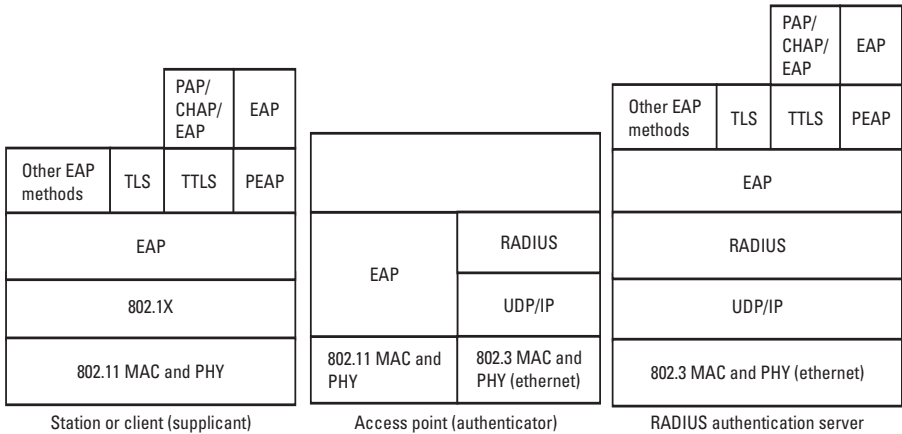 PAP/
CHAP/
EAP
EAP
Other EAP
methods
TLS
TTLS
PEAP
EAP
802.1X
802.11 MAC and PHY
Station or client (supplicant)
EAP
RADIUS
UDP/IP
802.11 MAC and
PHY
802.3 MAC and
PHY (ethernet)
Access point (authenticator)
PAP/
CHAP/
EAP
EAP
Other EAP
methods
TLS
TTLS
PEAP
EAP
RADIUS
UDP/IP
802.3 MAC and PHY (ethernet)
RADIUS authentication server